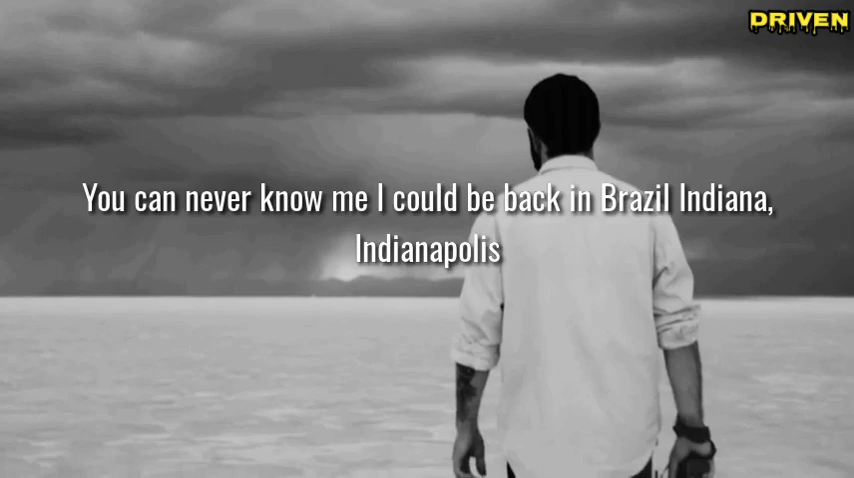 DRIVEN
You can never know me I could be back in Brazil Indiana,
Indianapolis